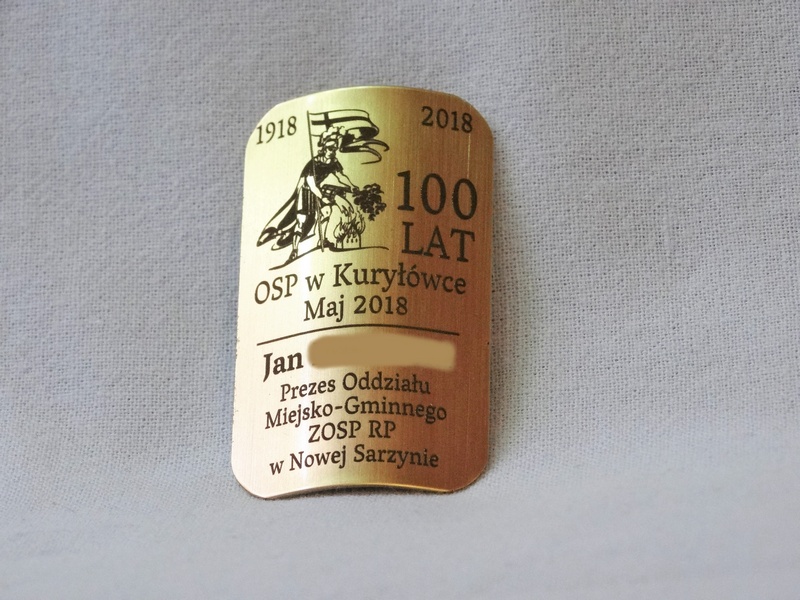 1918 2018
100
LAT
OSP w Kuryłówce
Maj 2018
Jan
Prezes Oddziału
Miejsko-Gminnego
ZOSP RP
w Nowej Sarzynie